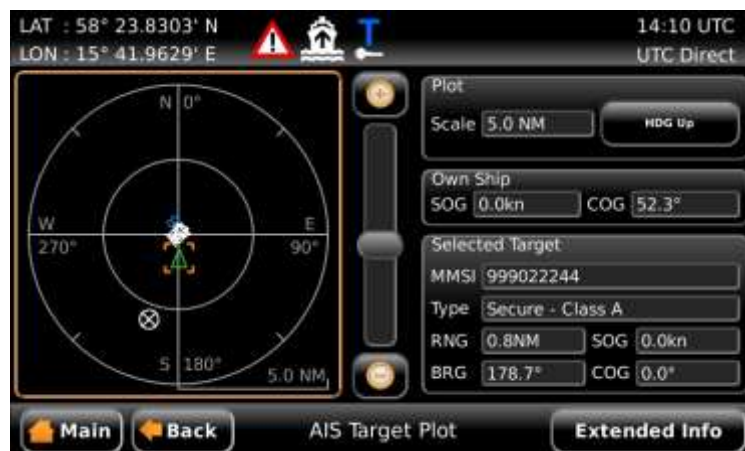 LAT : 58° 23.8303' N
LON : 15° 41.9629' E
T
14:10 UTC
UTC Direct
N 0°
W
270°
E
90°
S 180°
5.0 NM
+
Plot
Scale 5.0 NM
HDG Up
Own Ship
SOG 0.0kn COG 52.3°
Selected Target
MMSI 999022244
Type Secure - Class A
RNG 0.8NM SOG 0.0kn
BRG 178.7° COG 0.0°
Main Back AIS Target Plot Extended Info